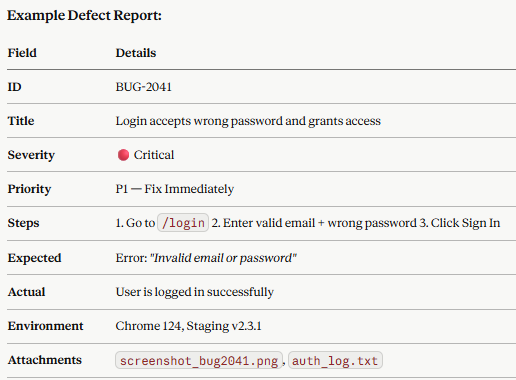 Example Defect Report:
Field Details
ID BUG-2041
Title Login accepts wrong password and grants access
Severity 🔴 Critical
Priority P1 — Fix Immediately
Steps 1. Go to /login 2. Enter valid email + wrong password 3. Click Sign In
Expected Error: "Invalid email or password"
Actual User is logged in successfully
Environment Chrome 124, Staging v2.3.1
Attachments screenshot_bug2041.png, auth_log.txt